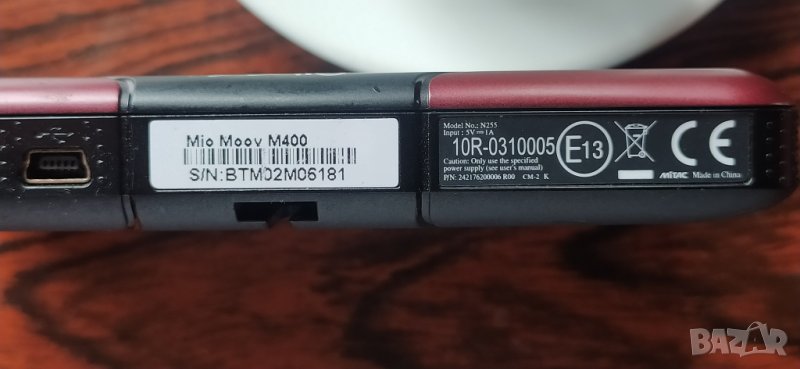 Mio Moov M400
S/N:BTM02M06181
Model No.: N255
Input : 5V⎓1A
10R-0310005
E13
CE
Caution: Only use the specified
power supply (see user's manual)
P/N: 242176200006 R00 CM-2 K
MiTAC Made in China
BAZAR